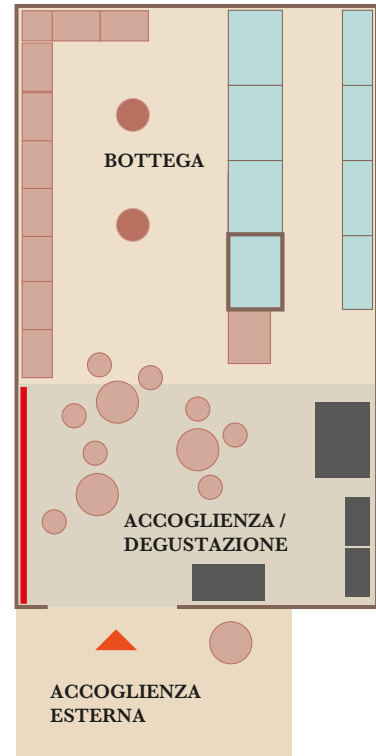 BOTTEGA
ACCOGLIENZA /
DEGUSTAZIONE
ACCOGLIENZA
ESTERNA